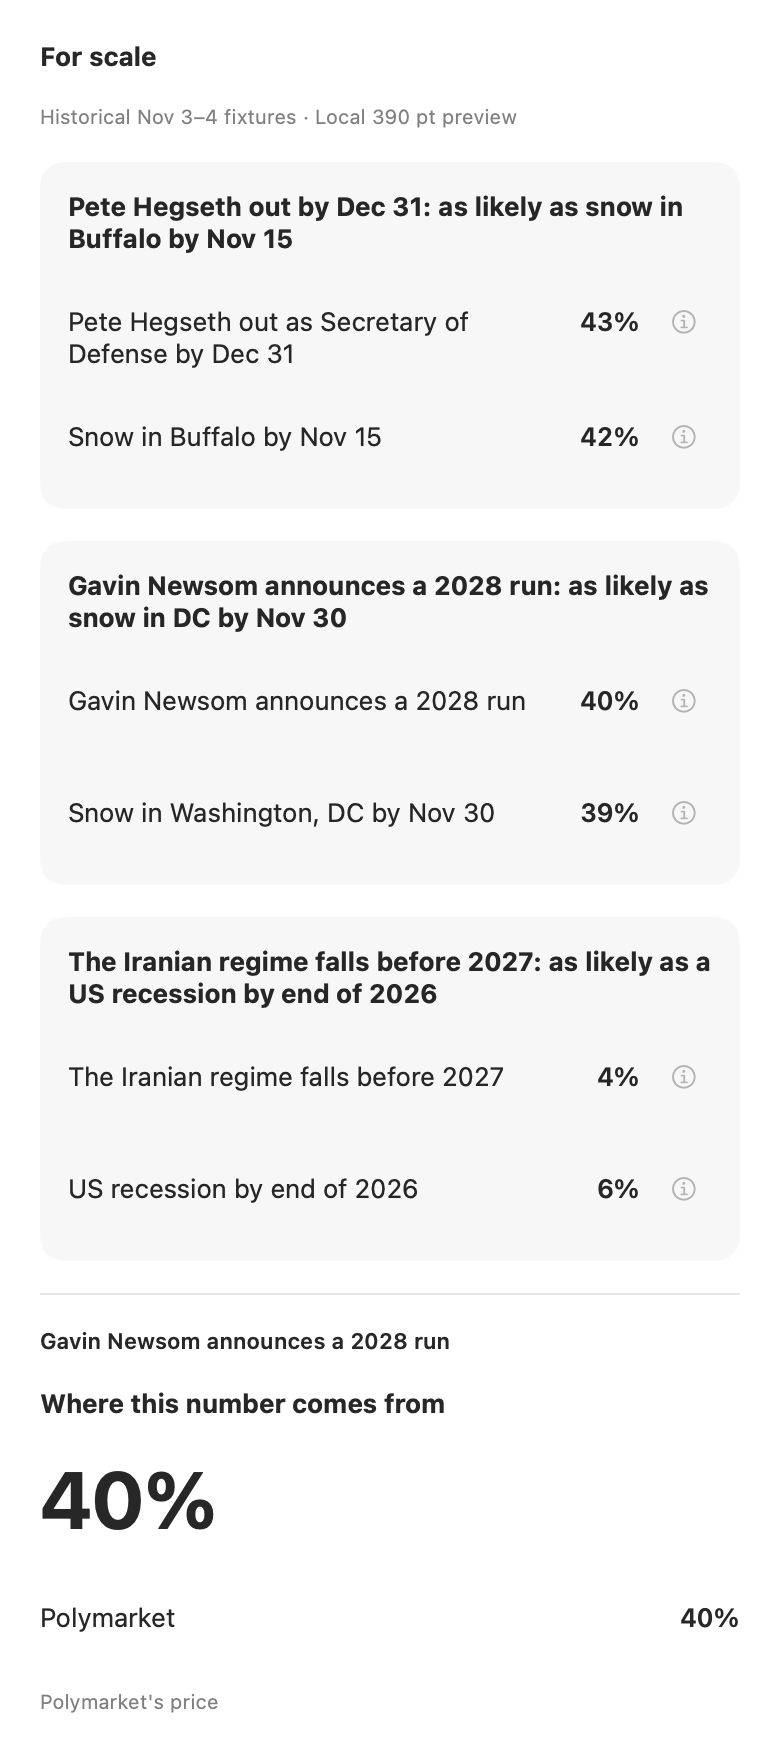 For scale
Historical Nov 3–4 fixtures · Local 390 pt preview
Pete Hegseth out by Dec 31: as likely as snow in
Buffalo by Nov 15
Pete Hegseth out as Secretary of
Defense by Dec 31
43%
Snow in Buffalo by Nov 15
42%
Gavin Newsom announces a 2028 run: as likely as
snow in DC by Nov 30
Gavin Newsom announces a 2028 run
40%
Snow in Washington, DC by Nov 30
39%
The Iranian regime falls before 2027: as likely as a
US recession by end of 2026
The Iranian regime falls before 2027
4%
US recession by end of 2026
6%
Gavin Newsom announces a 2028 run
Where this number comes from
40%
Polymarket
40%
Polymarket's price